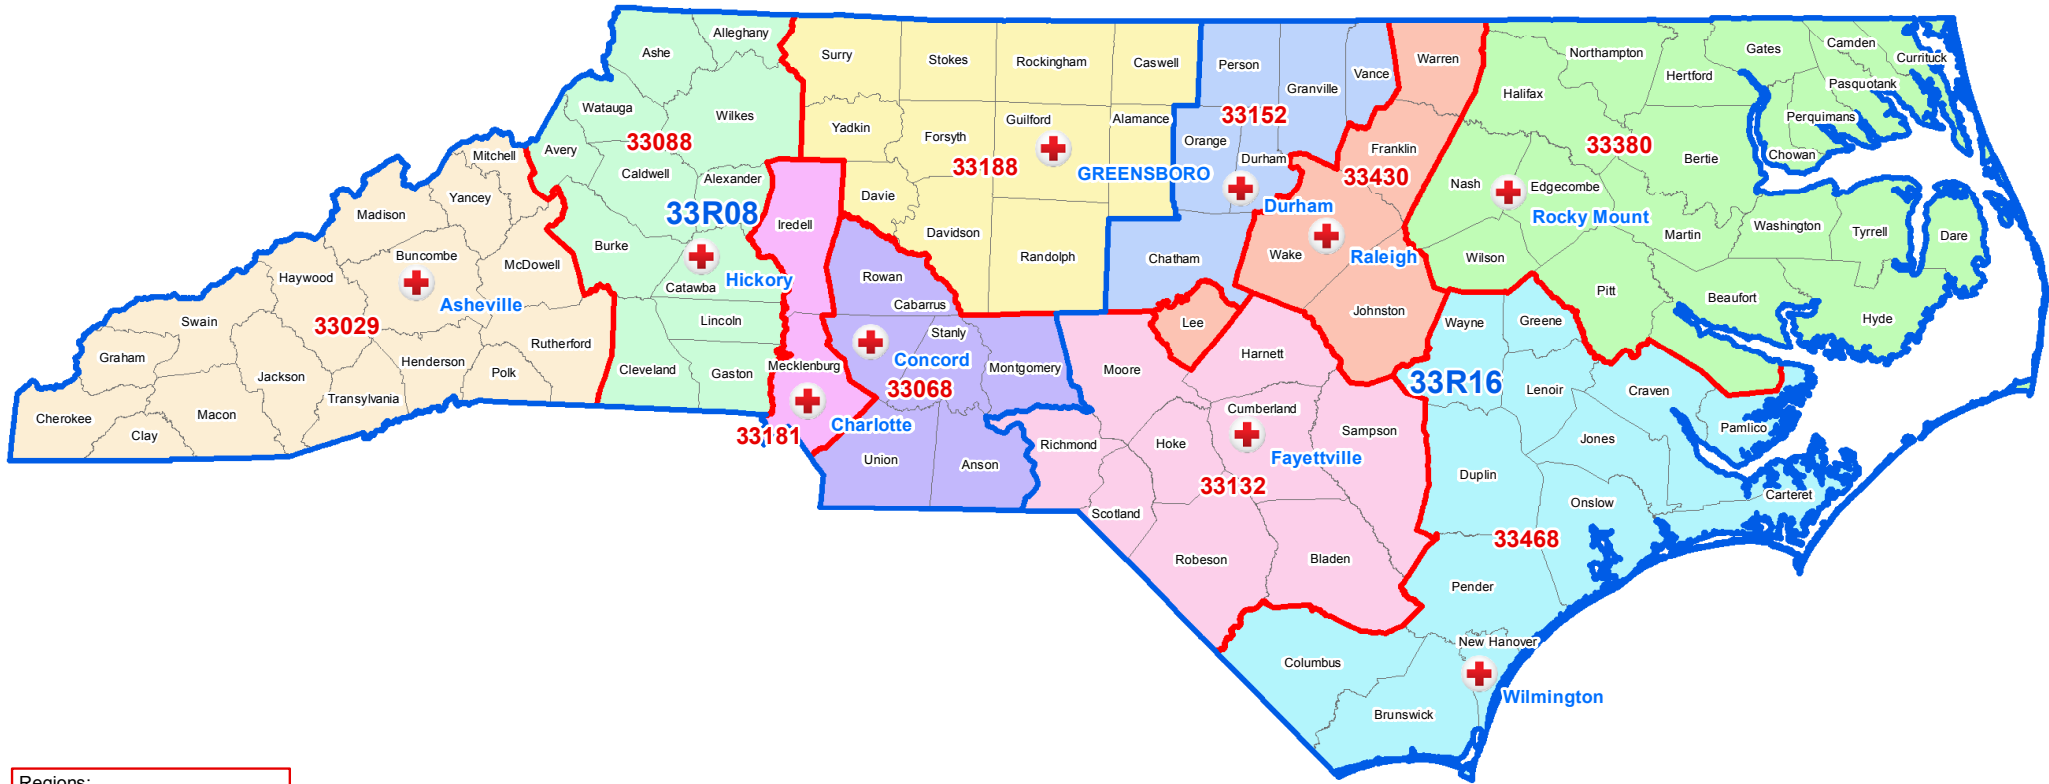 Alleghany
Ashe
Surry
Stokes
Rockingham
Caswell
Person
Granville
Vance
Warren
Northampton
Gates
Camden
Currituck
Hertford
Pasquotank
Halifax
Perquimans
Watauga
Wilkes
33088
Yadkin
Forsyth
Guilford
Alamance
33152
Orange
Durham
Franklin
33380
Bertie
Chowan
Avery
Mitchell
Caldwell
Alexander
33188
GREENSBORO
33430
Nash
Edgecombe
Rocky Mount
Yancey
Madison
33R08
Davie
Iredell
Davidson
Durham
Washington
Tyrrell
Dare
Martin
Burke
Buncombe
McDowell
Wake
Raleigh
Wilson
Randolph
Chatham
Haywood
Asheville
Catawba
Hickory
Rowan
Cabarrus
Pitt
Beaufort
Hyde
Swain
33029
Lincoln
Stanly
Lee
Johnston
Wayne
Greene
Graham
Rutherford
Henderson
Polk
Concord
33068
Montgomery
Harnett
Moore
Jackson
Cleveland
Gaston
Mecklenburg
33R16
Lenoir
Craven
Transylvania
Cherokee
Macon
Clay
33181
Charlotte
Cumberland
Sampson
Pamlico
Richmond
Hoke
Jones
Union
Anson
Fayettville
33132
Duplin
Onslow
Carteret
Scotland
33468
Robeson
Bladen
Pender
New Hanover
Columbus
Wilmington
Brunswick
Regions: